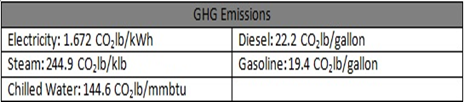 GHG Emissions
Electricity: 1.672 CO₂lb/kWh
Diesel: 22.2 CO₂lb/gallon
Steam: 244.9 CO₂lb/klb
Gasoline: 19.4 CO₂lb/gallon
Chilled Water: 144.6 CO₂lb/mmbtu